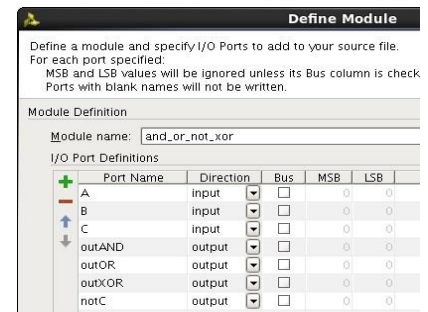 Define Module
Define a module and specify I/O Ports to add to your source file.
For each port specified:
MSB and LSB values will be ignored unless its Bus column is check
Ports with blank names will not be written.
Module Definition
Module name: and_or_not_xor
I/O Port Definitions
Port Name Direction Bus MSB LSB
A input 0 0
B input 0 0
C input 0 0
outAND output 0 0
outOR output 0 0
outXOR output 0 0
notC output 0 0